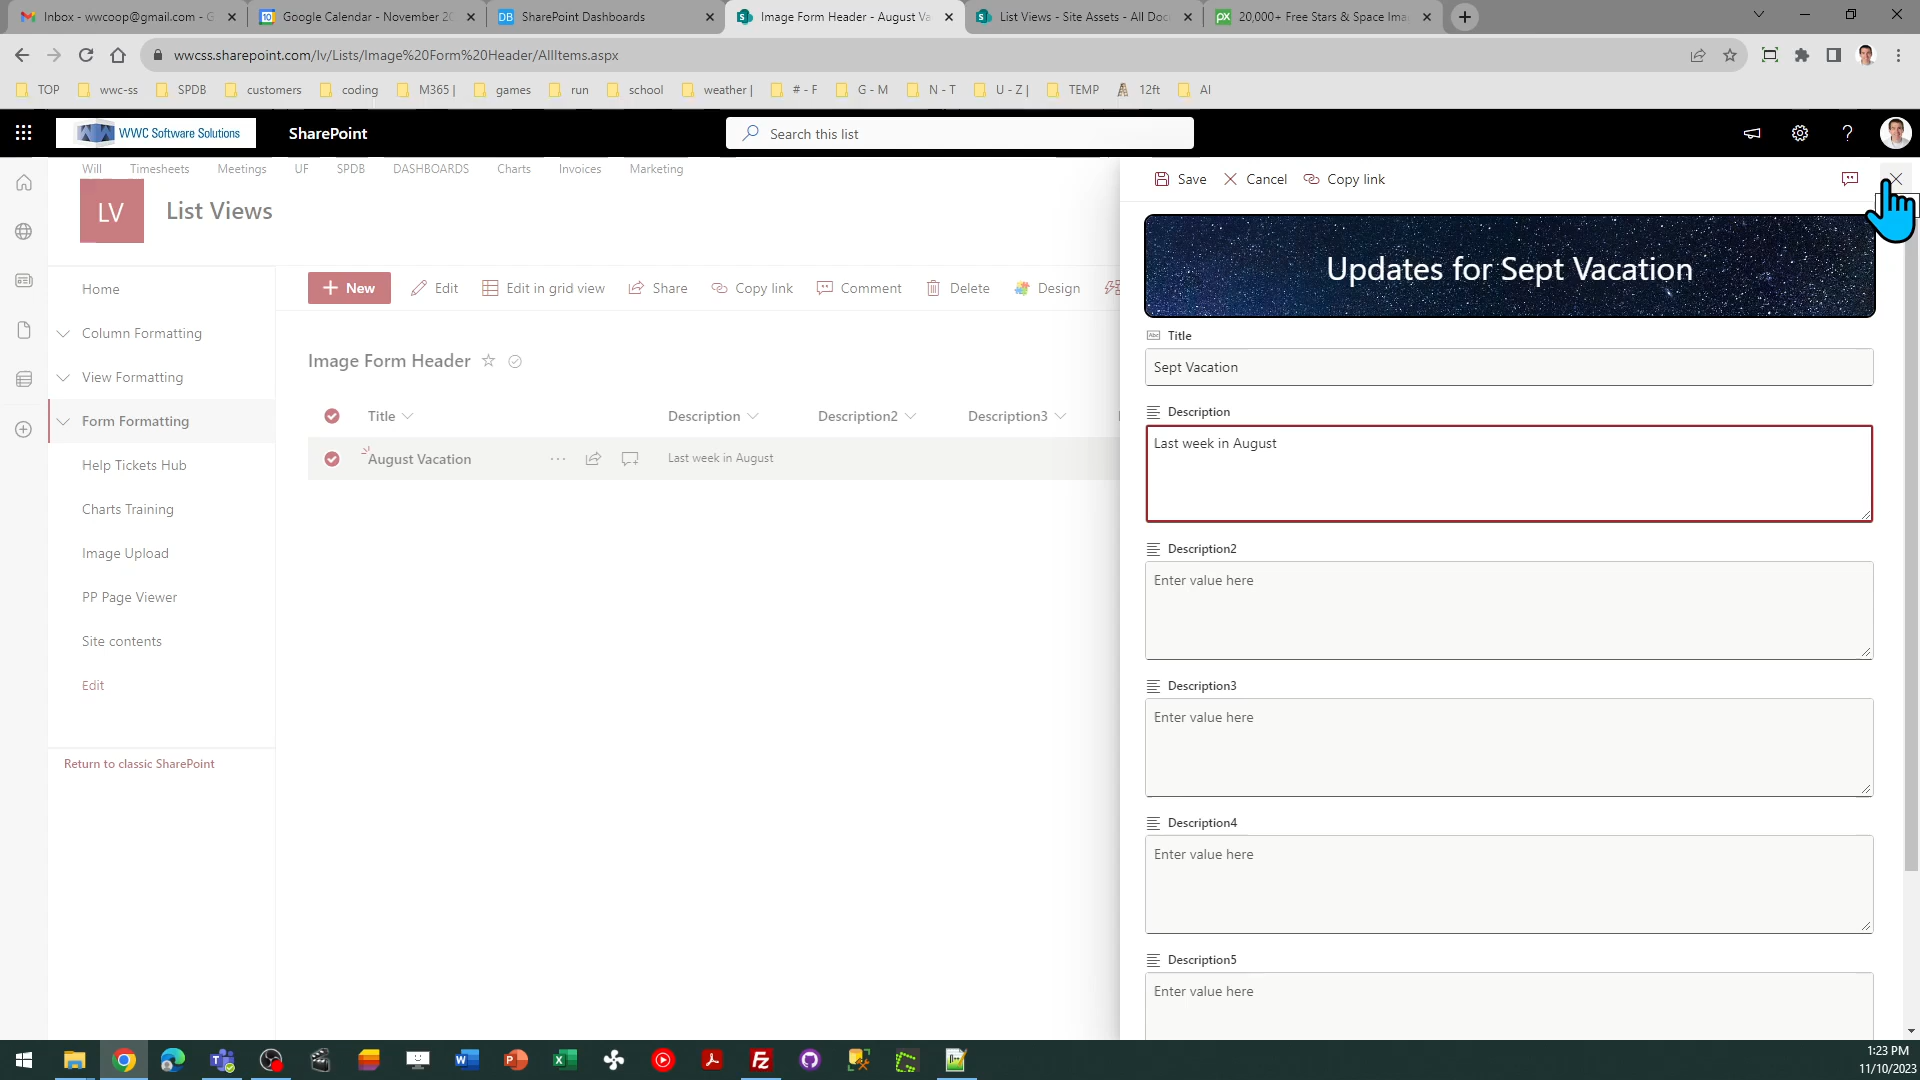 Inbox - wwcoop@gmail.com - G
Google Calendar - November 20
SharePoint Dashboards
Image Form Header - August Va
List Views - Site Assets - All Doc
20,000+ Free Stars & Space Ima
wwcss.sharepoint.com/lv/Lists/Image%20Form%20Header/AllItems.aspx
TOP
wwc-ss
SPDB
customers
coding
M365 |
games
run
school
weather |
# - F
G - M
N - T
U - Z |
TEMP
12ft
AI
WWC Software Solutions
SharePoint
Search this list
Will
Timesheets
Meetings
UF
SPDB
DASHBOARDS
Charts
Invoices
Marketing
LV
List Views
Home
Column Formatting
View Formatting
Form Formatting
Help Tickets Hub
Charts Training
Image Upload
PP Page Viewer
Site contents
Edit
Return to classic SharePoint
New
Edit
Edit in grid view
Share
Copy link
Comment
Delete
Design
Image Form Header
Title
Description
Description2
Description3
August Vacation
Last week in August
Save
Cancel
Copy link
Updates for Sept Vacation
Title
Sept Vacation
Description
Last week in August
Description2
Enter value here
Description3
Enter value here
Description4
Enter value here
Description5
Enter value here
1:23 PM
11/10/2023